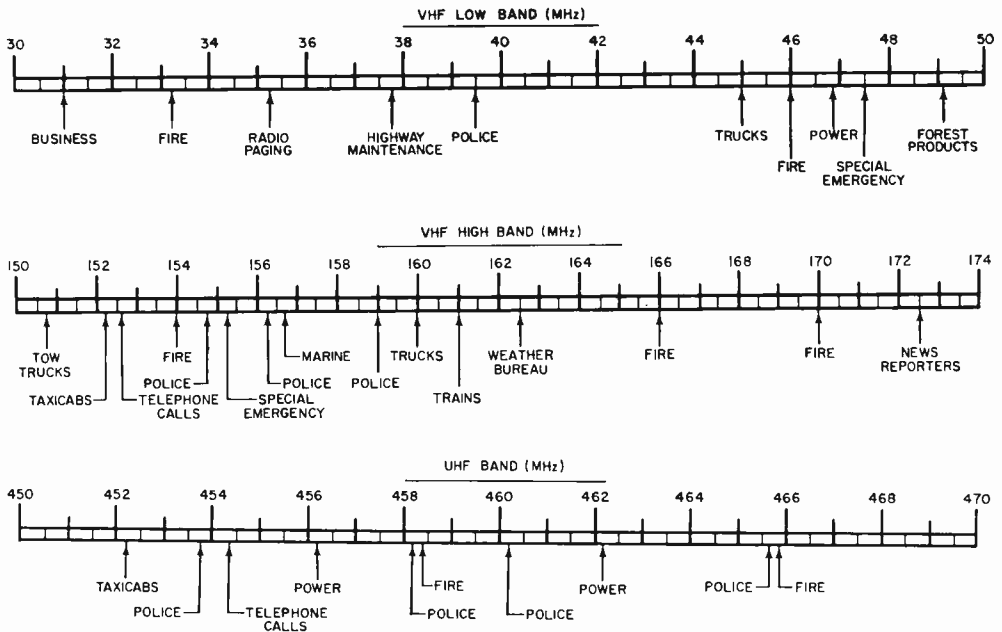 VHF LOW BAND (MHz)
30 32 34 36 38 40 42 44 46 48 50
BUSINESS FIRE RADIO PAGING HIGHWAY MAINTENANCE POLICE TRUCKS FIRE POWER SPECIAL EMERGENCY FOREST PRODUCTS
VHF HIGH BAND (MHz)
150 152 154 156 158 160 162 164 166 168 170 172 174
TOW TRUCKS TAXICABS TELEPHONE CALLS FIRE POLICE SPECIAL EMERGENCY POLICE MARINE POLICE TRUCKS TRAINS WEATHER BUREAU FIRE FIRE NEWS REPORTERS
UHF BAND (MHz)
450 452 454 456 458 460 462 464 466 468 470
TAXICABS POLICE TELEPHONE CALLS POWER POLICE FIRE POLICE POWER POLICE FIRE